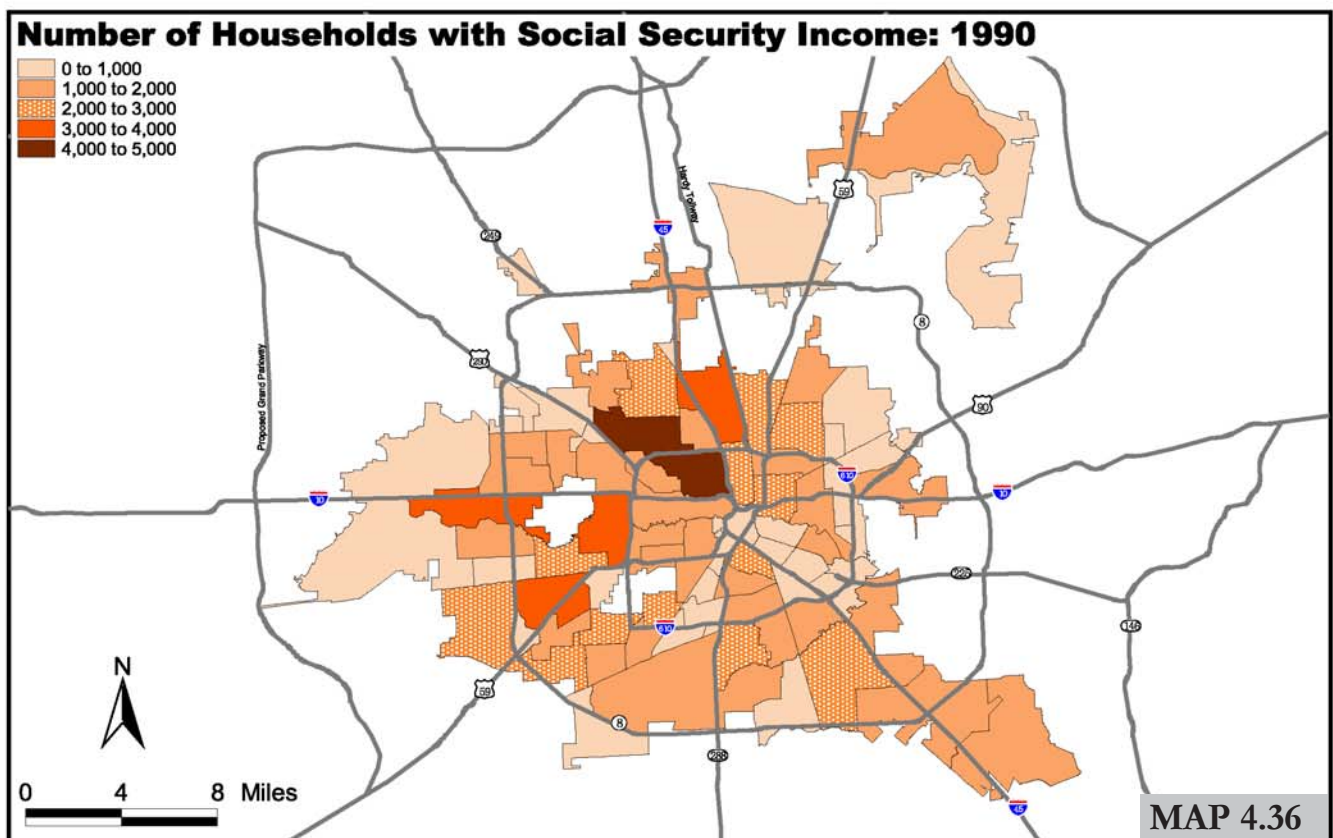 Number of Households with Social Security Income: 1990
0 to 1,000
1,000 to 2,000
2,000 to 3,000
3,000 to 4,000
4,000 to 5,000
Hardy Tollway
59
45
249
8
290
Proposed Grand Parkway
90
610
10
10
225
146
610
N
59
8
288
0 4 8 Miles
45
MAP 4.36